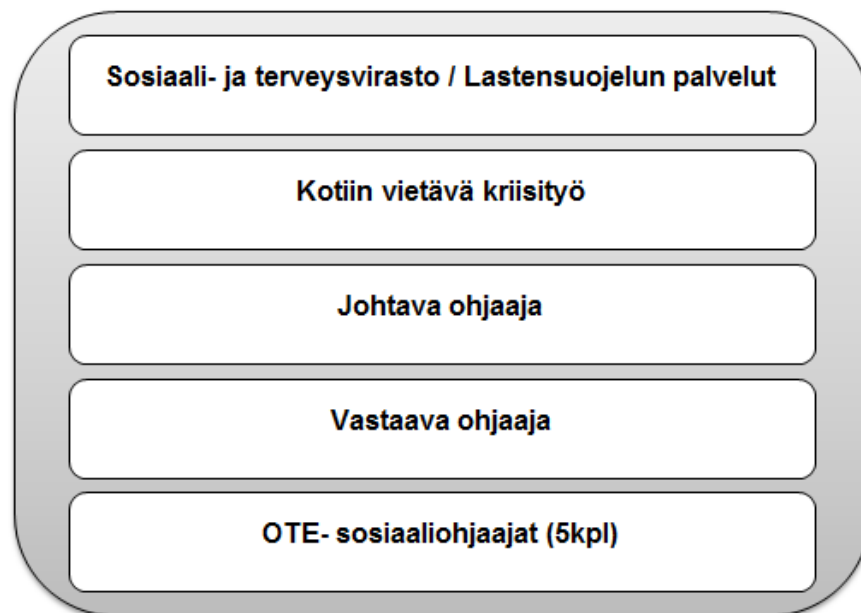 Sosiaali- ja terveysvirasto / Lastensuojelun palvelut
Kotiin vietävä kriisityö
Johtava ohjaaja
Vastaava ohjaaja
OTE- sosiaaliohjaajat (5kpl)